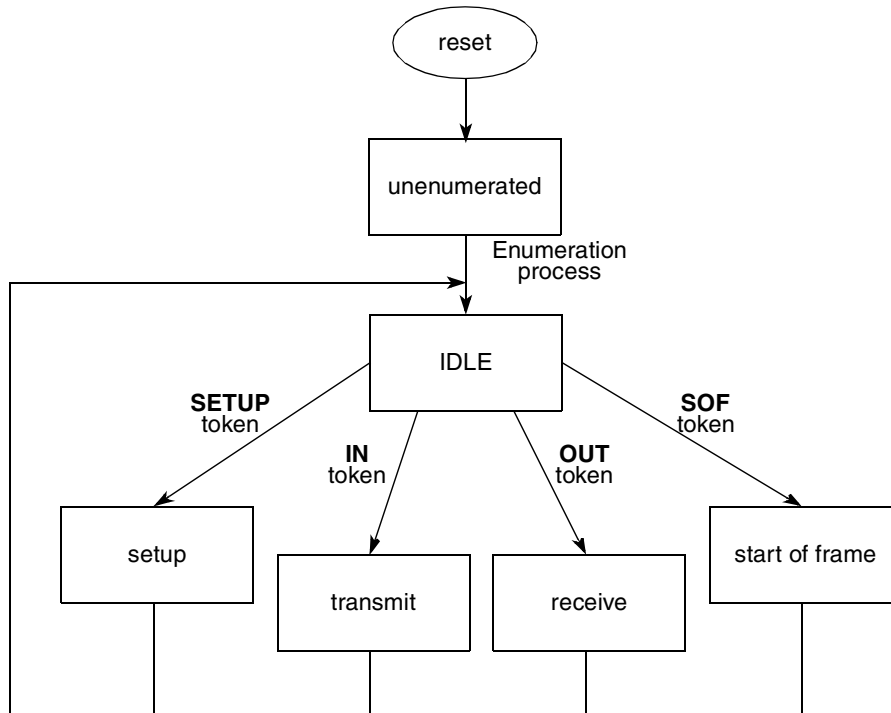 reset
unenumerated
Enumeration
process
IDLE
SETUP
token
IN
token
OUT
token
SOF
token
setup
transmit
receive
start of frame